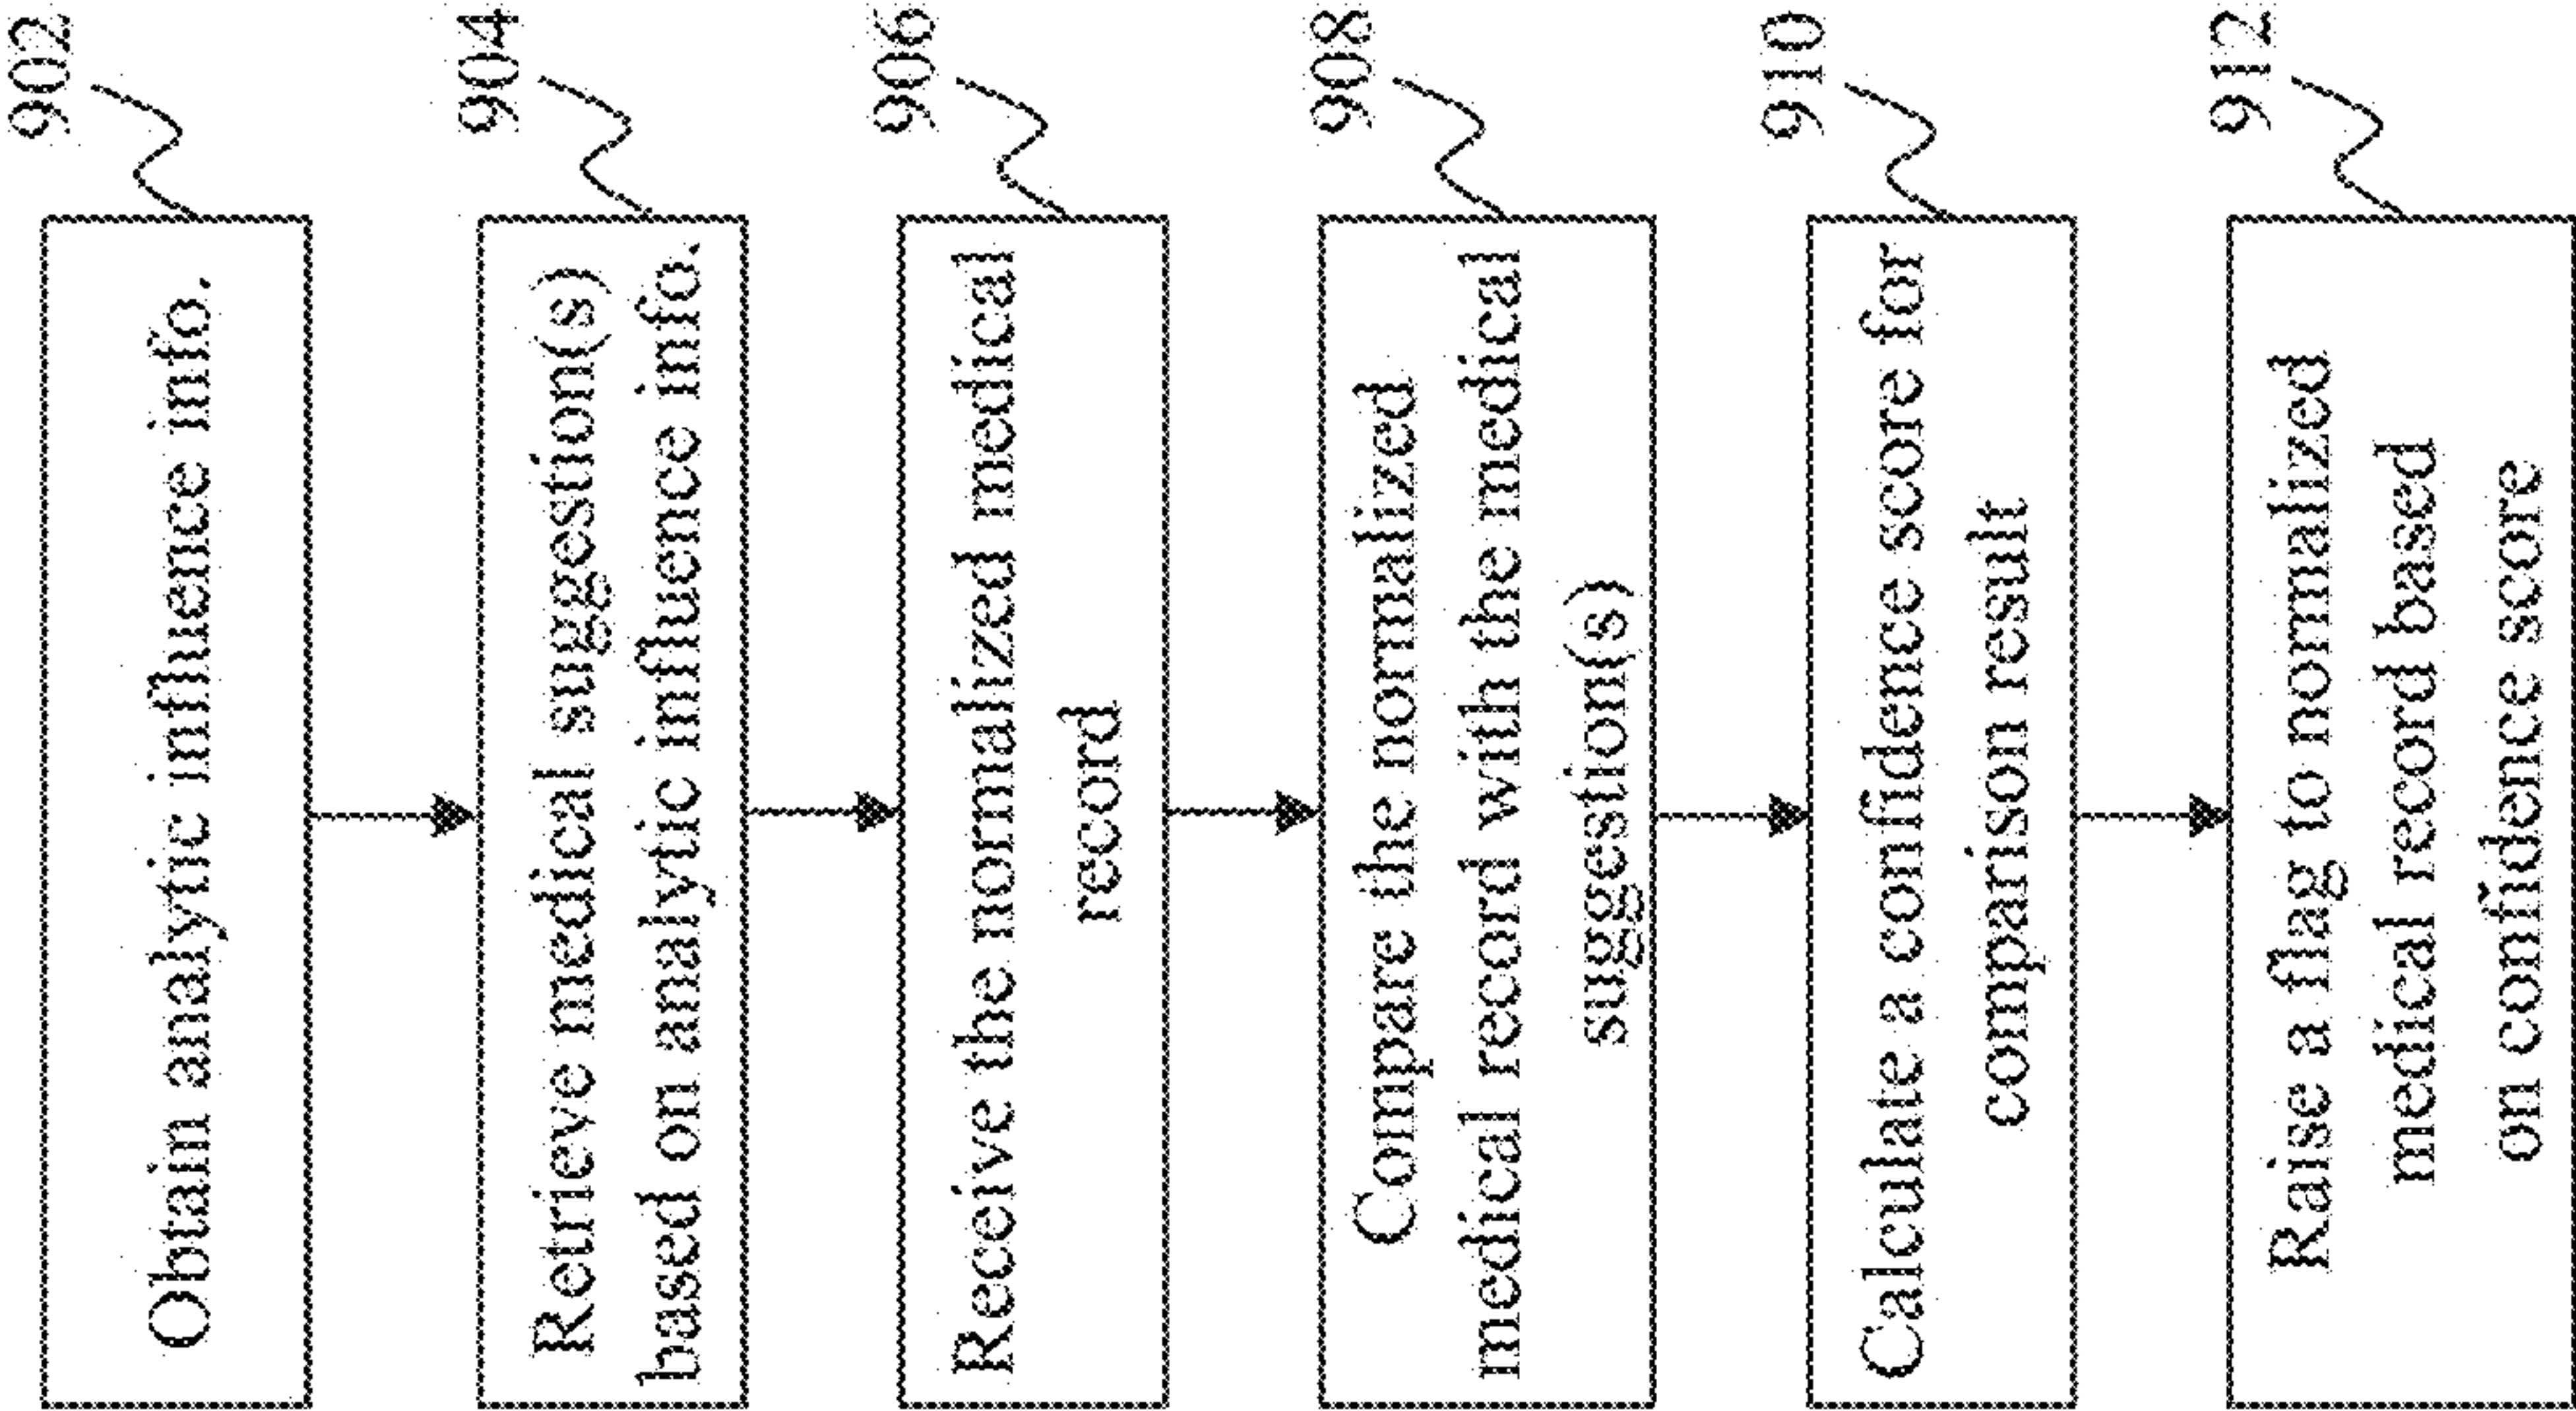 902
Obtain analytic influence info.
904
Retrieve medical suggestion(s)
based on analytic influence info.
906
Receive the normalized medical
record
908
Compare the normalized
medical record with the medical
suggestion(s)
910
Calculate a confidence score for
comparison result
912
Raise a flag to normalized
medical record based
on confidence score